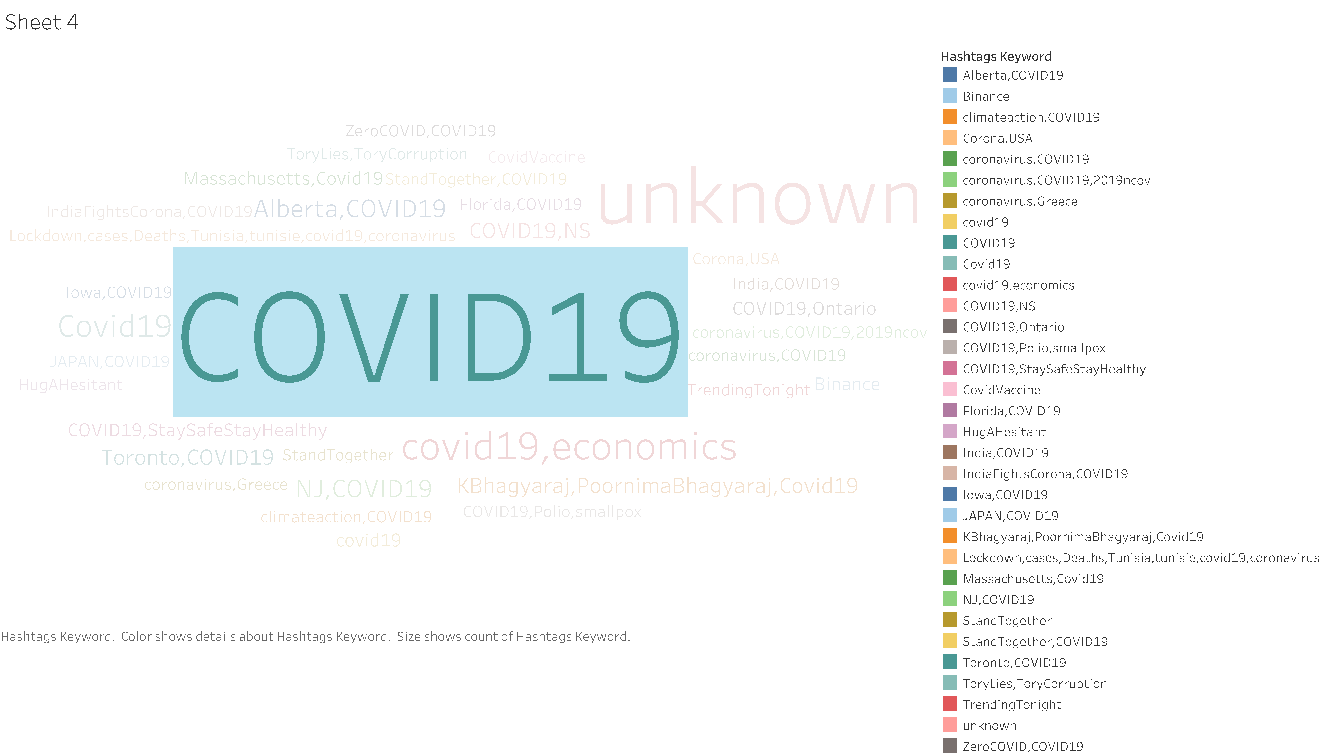 Sheet 4
ZeroCOVID,COVID19
ToryLies,ToryCorruption
CovidVaccine
Massachusetts,Covid19
StandTogether,COVID19
unknown
IndiaFightsCorona,COVID19
Alberta,COVID19
Florida,COVID19
Lockdown,cases,Deaths,Tunisia,tunisie,covid19,coronavirus
COVID19,NS
Corona,USA
Iowa,COVID19
India,COVID19
COVID19,Ontario
Covid19
COVID19
coronavirus,COVID19,2019ncov
JAPAN,COVID19
coronavirus,COVID19
HugAHesitant
TrendingTonight
Binance
COVID19,StaySafeStayHealthy
covid19,economics
Toronto,COVID19
StandTogether
coronavirus,Greece
NJ,COVID19
KBhagyaraj,PoornimaBhagyaraj,Covid19
climateaction,COVID19
COVID19,Polio,smallpox
covid19
Hashtags Keyword.  Color shows details about Hashtags Keyword.  Size shows count of Hashtags Keyword.
Hashtags Keyword
Alberta,COVID19
Binance
climateaction,COVID19
Corona,USA
coronavirus,COVID19
coronavirus,COVID19,2019ncov
coronavirus,Greece
covid19
COVID19
Covid19
covid19,economics
COVID19,NS
COVID19,Ontario
COVID19,Polio,smallpox
COVID19,StaySafeStayHealthy
CovidVaccine
Florida,COVID19
HugAHesitant
India,COVID19
IndiaFightsCorona,COVID19
Iowa,COVID19
JAPAN,COVID19
KBhagyaraj,PoornimaBhagyaraj,Covid19
Lockdown,cases,Deaths,Tunisia,tunisie,covid19,coronavirus
Massachusetts,Covid19
NJ,COVID19
StandTogether
StandTogether,COVID19
Toronto,COVID19
ToryLies,ToryCorruption
TrendingTonight
unknown
ZeroCOVID,COVID19